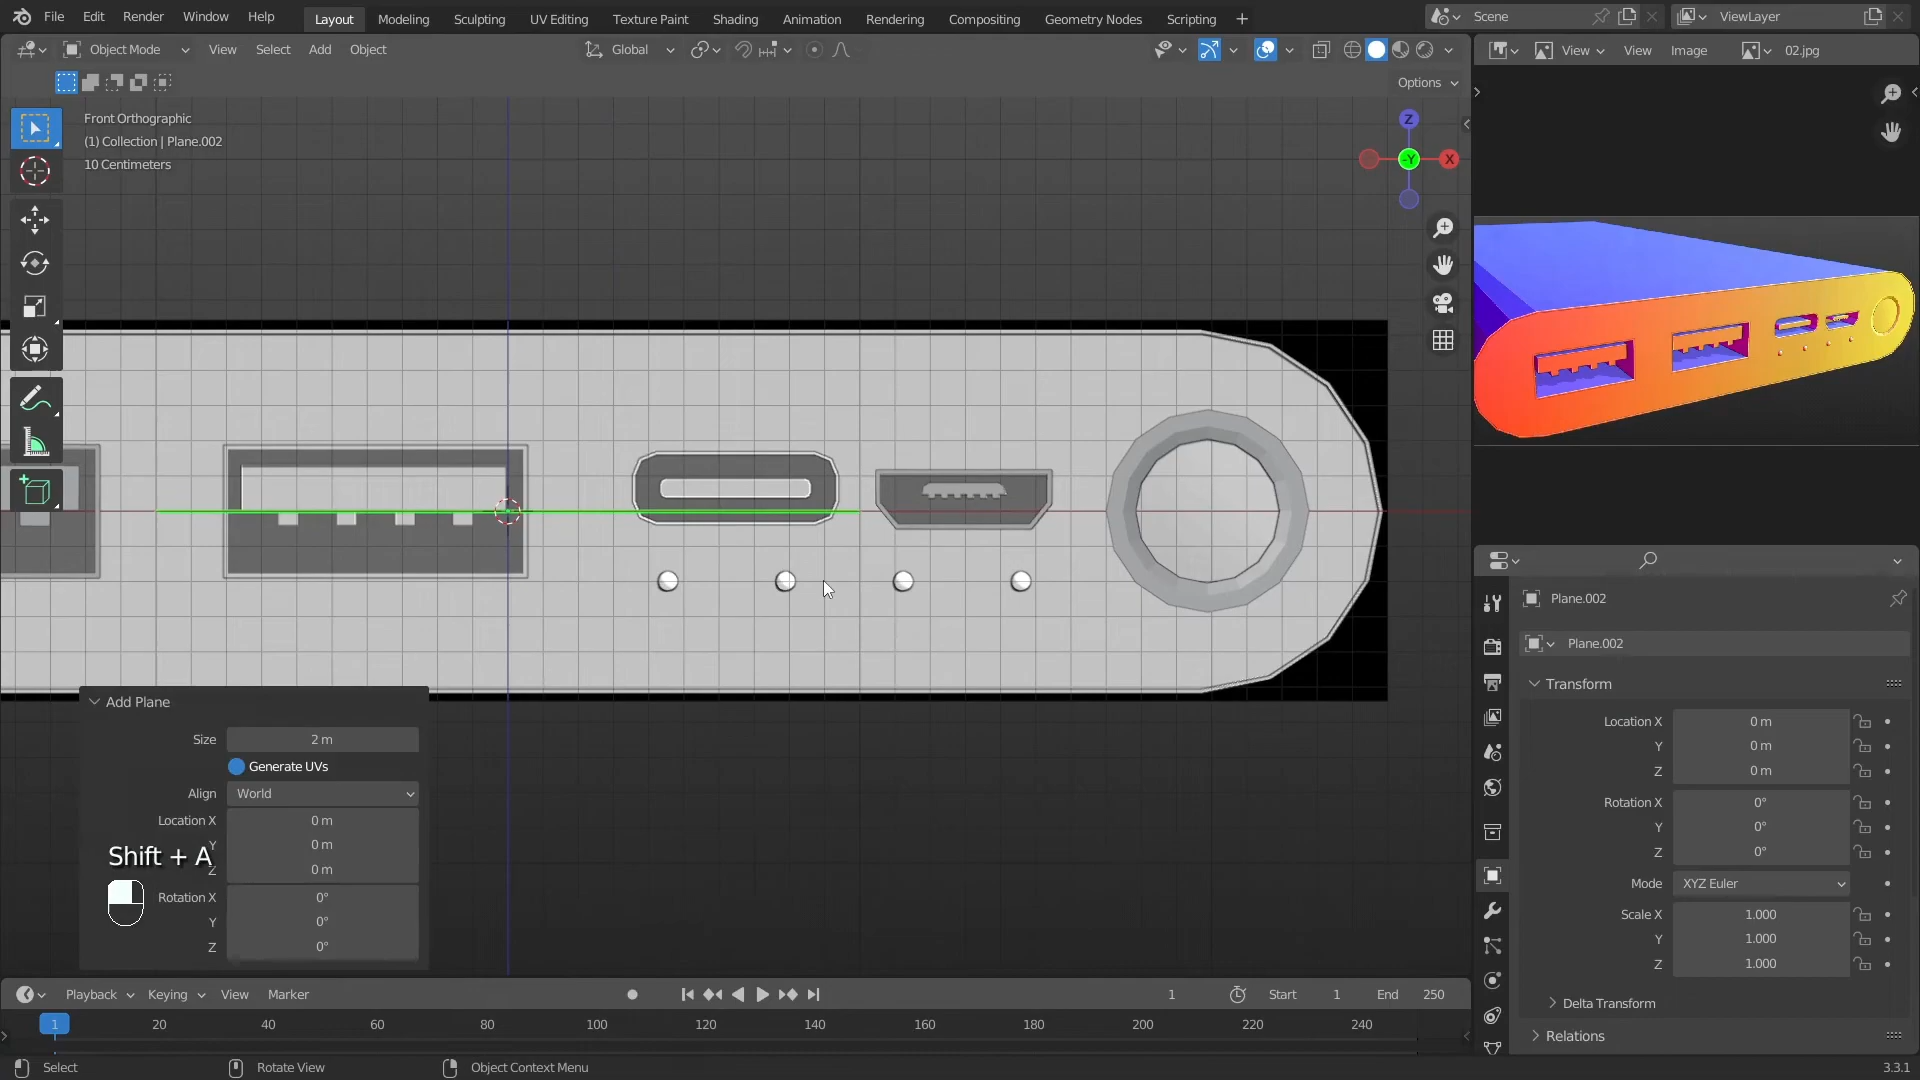 File Edit Render Window Help Layout Modeling Sculpting UV Editing Texture Paint Shading Animation Rendering Compositing Geometry Nodes Scripting + Scene ViewLayer
Object Mode View Select Add Object Global View View Image 02.jpg
Options
Front Orthographic
(1) Collection | Plane.002
10 Centimeters
Z
-Y
X
Plane.002
Plane.002
Transform
Location X 0 m
Y 0 m
Z 0 m
Rotation X 0°
Y 0°
Z 0°
Mode XYZ Euler
Scale X 1.000
Y 1.000
Z 1.000
Delta Transform
Relations
Add Plane
Size 2 m
Generate UVs
Align World
Location X 0 m
Y 0 m
Z 0 m
Rotation X 0°
Y 0°
Z 0°
Shift + A
Playback Keying View Marker 1 Start 1 End 250
1 20 40 60 80 100 120 140 160 180 200 220 240
Select Rotate View Object Context Menu 3.3.1